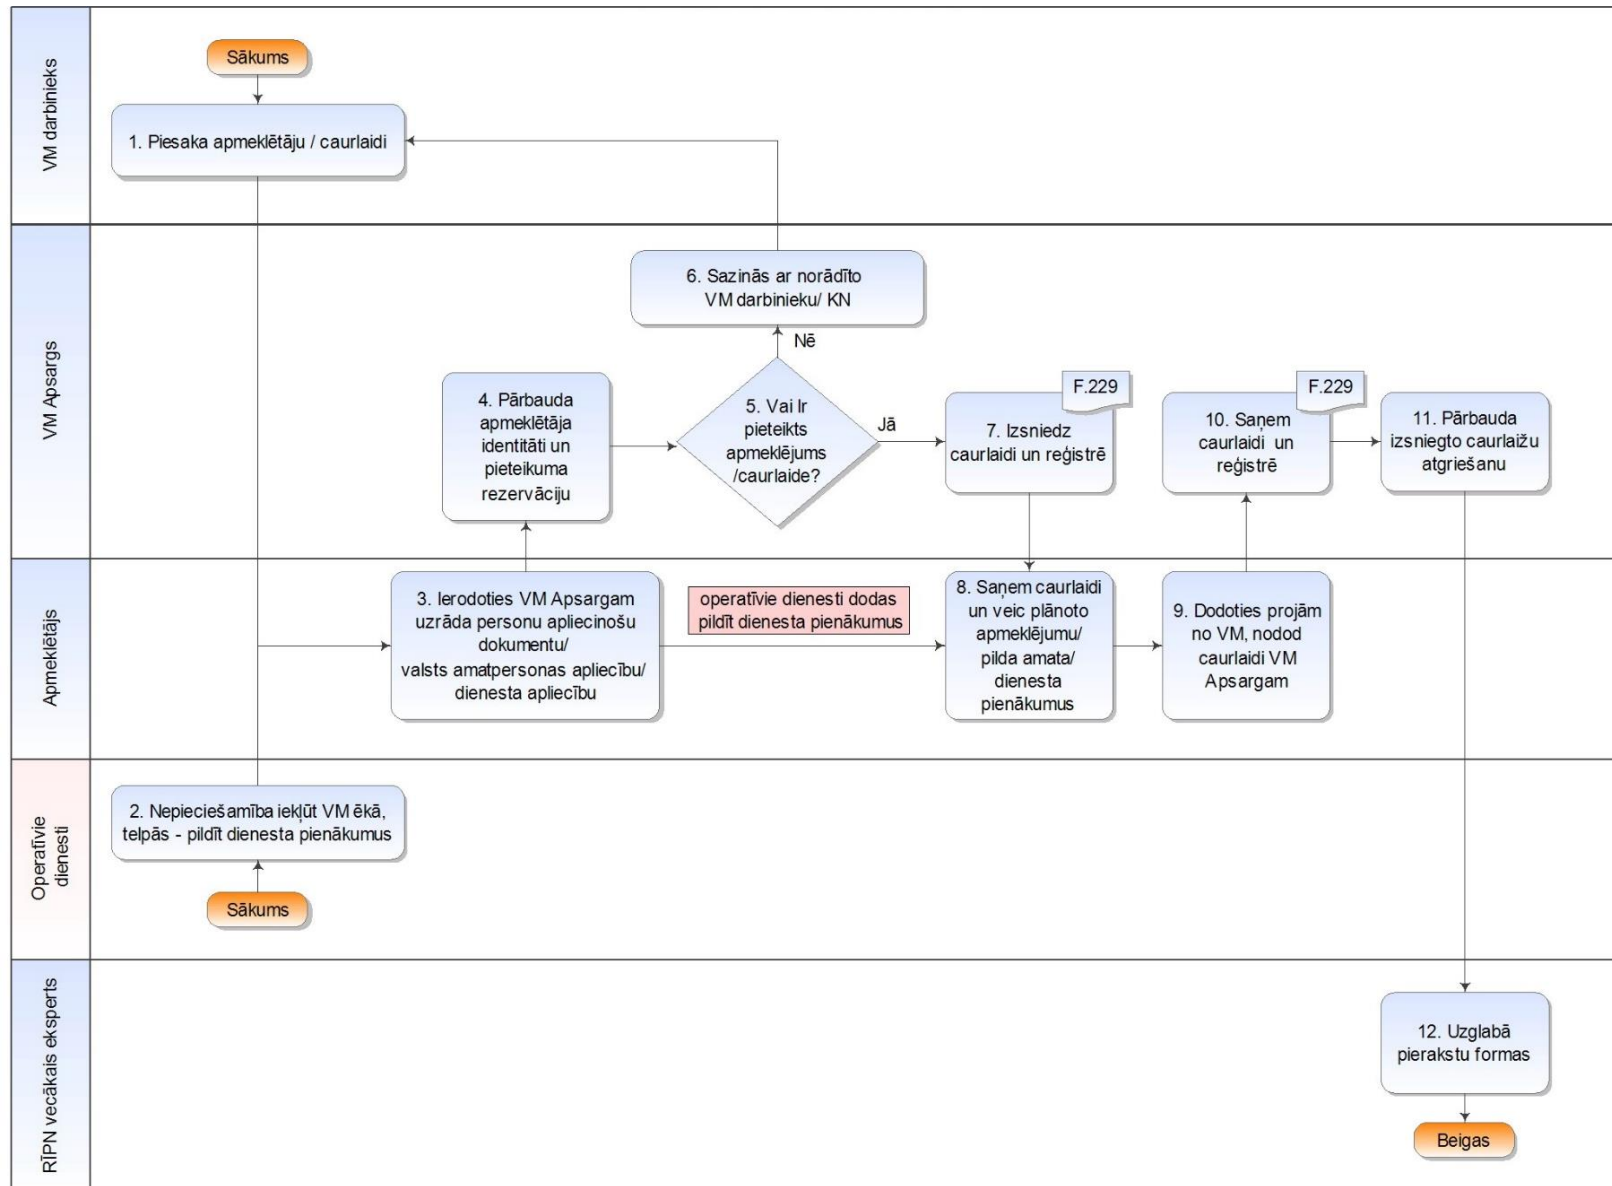 VM darbinieks
Sākums
1. Piesaka apmeklētāju / caurlaidi
VM Apsargs
6. Sazinās ar norādīto
VM darbinieku/ KN
Nē
4. Pārbauda
apmeklētāja
identitāti un
pieteikuma
rezervāciju
5. Vai Ir
pieteikts
apmeklējums
/caurlaide?
Jā
F.229
7. Izsniedz
caurlaidi un reģistrē
F.229
10. Saņem
caurlaidi un
reģistrē
11. Pārbauda
izsniegto caurlaižu
atgriešanu
Apmeklētājs
3. Ierodoties VM Apsargam
uzrāda personu apliecinošu
dokumentu/
valsts amatpersonas apliecību/
dienesta apliecību
operatīvie dienesti dodas
pildīt dienesta pienākumus
8. Saņem caurlaidi
un veic plānoto
apmeklējumu/
pilda amata/
dienesta
pienākumus
9. Dodoties projām
no VM, nodod
caurlaidi VM
Apsargam
Operatīvie
dienesti
2. Nepieciešamība iekļūt VM ēkā,
telpās - pildīt dienesta pienākumus
Sākums
RĪPN vecākais eksperts
12. Uzglabā
pierakstu formas
Beigas